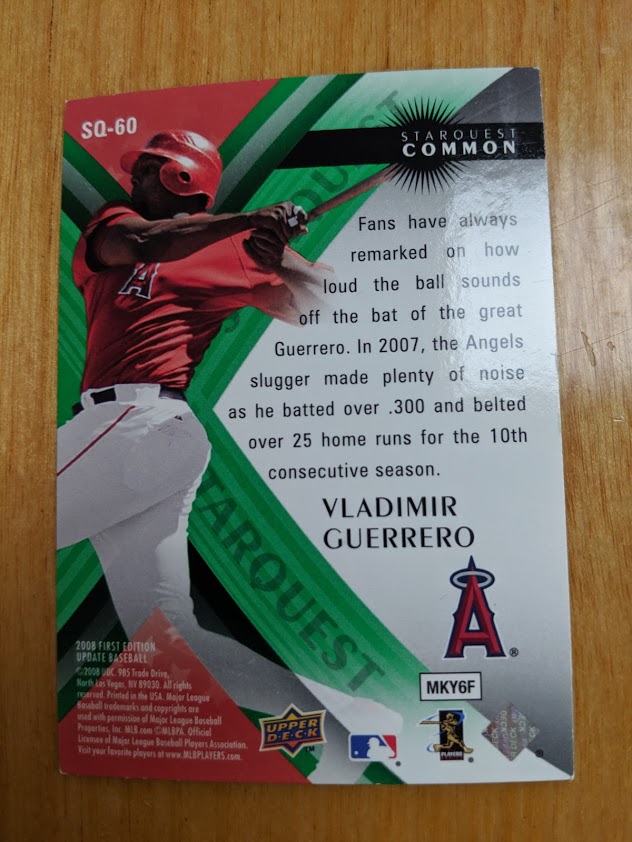 SQ-60
STARQUEST
COMMON
STARQUEST
Fans have always
remarked on how
loud the ball sounds
off the bat of the great
Guerrero. In 2007, the Angels
slugger made plenty of noise
as he batted over .300 and belted
over 25 home runs for the 10th
consecutive season.
VLADIMIR
GUERRERO
A
STARQUEST
A
®
MKY6F
2008 FIRST EDITION
UPDATE BASEBALL
©2008 UDC. 985 Trade Drive,
North Las Vegas, NV 89030. All rights
reserved. Printed in the USA. Major League
Baseball trademarks and copyrights are
used with permission of Major League Baseball
Properties, Inc. MLB.com ©MLBPA. Official
Licensee of Major League Baseball Players Association.
Visit your favorite players at www.MLBPLAYERS.com.
UPPER
DECK
™
®
PLAYERS
®